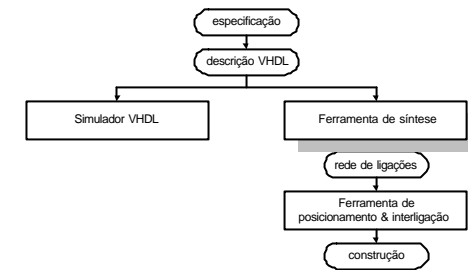 especificação
descrição VHDL
Simulador VHDL
Ferramenta de síntese
rede de ligações
Ferramenta de
posicionamento & interligação
construção